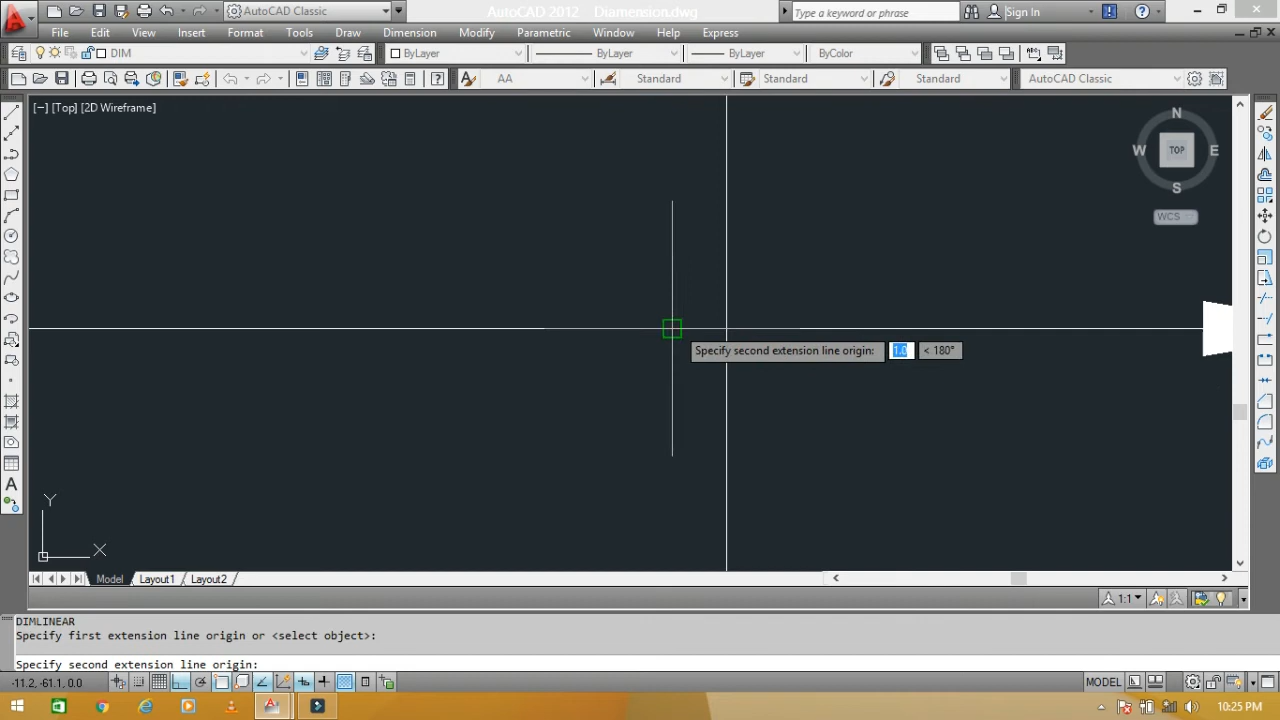 AutoCAD 2012 Diamension.dwg
AutoCAD Classic
Type a keyword or phrase
Sign In
File Edit View Insert Format Tools Draw Dimension Modify Parametric Window Help Express
DIM
ByLayer
ByLayer
ByLayer
ByColor
AA
Standard
Standard
Standard
AutoCAD Classic
[−] [Top] [2D Wireframe]
N
W
TOP
E
S
WCS
Specify second extension line origin: 1.0 < 180°
Y
X
Model Layout1 Layout2
1:1
DIMLINEAR
Specify first extension line origin or <select object>:
Specify second extension line origin:
-11.2, -61.1, 0.0
MODEL
10:25 PM